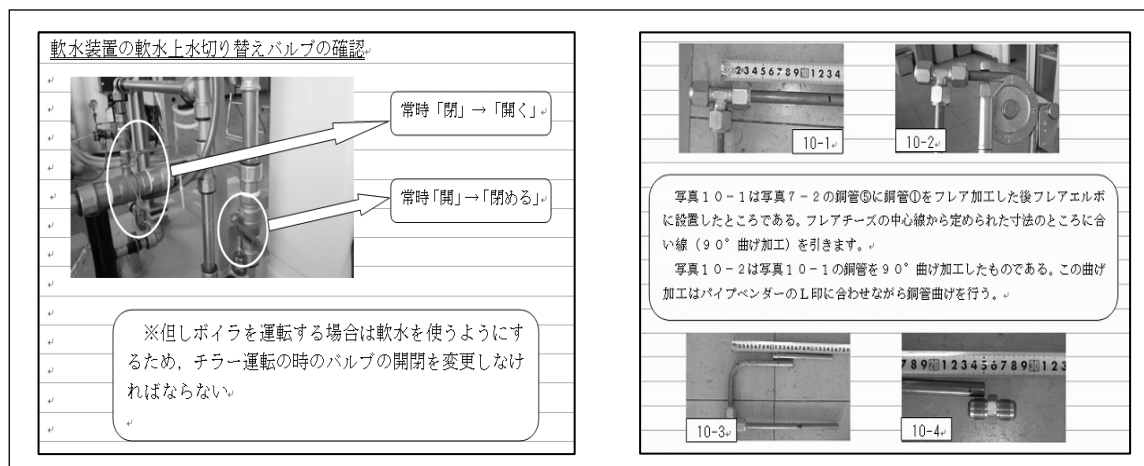 軟水装置の軟水上水切り替えバルブの確認
常時「閉」→「開く」
常時「開」→「閉める」
※但しボイラを運転する場合は軟水を使うようにす
るため，チラー運転の時のバルブの開閉を変更しなけ
ればならない
10-1
10-2
写真１０－１は写真７－２の銅管⑤に銅管①をフレア加工した後フレアエルボ
に設置したところである。フレアチーズの中心線から定められた寸法のところに合
い線（９０°曲げ加工）を引きます。
写真１０－２は写真１０－１の銅管を９０°曲げ加工したものである。この曲げ
加工はパイプベンダーのＬ印に合わせながら銅管曲げを行う。
10-3
10-4